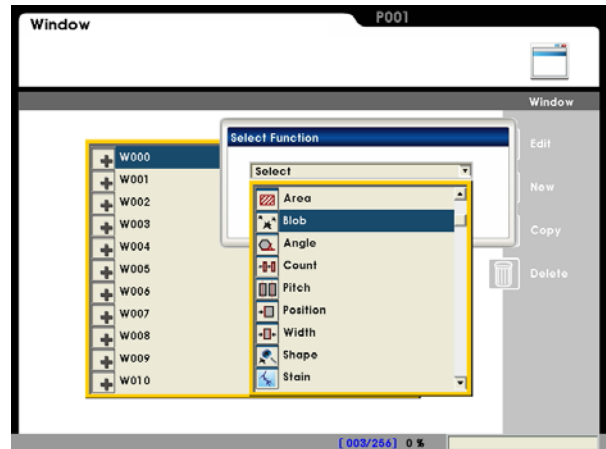 Window
P001
Window
Select Function
Edit
W000
Select
W001
New
W002
Area
W003
Blob
Copy
W004
Angle
W005
Count
Delete
W006
Pitch
W007
Position
W008
Width
W009
Shape
W010
Stain
[003/256] 0 %